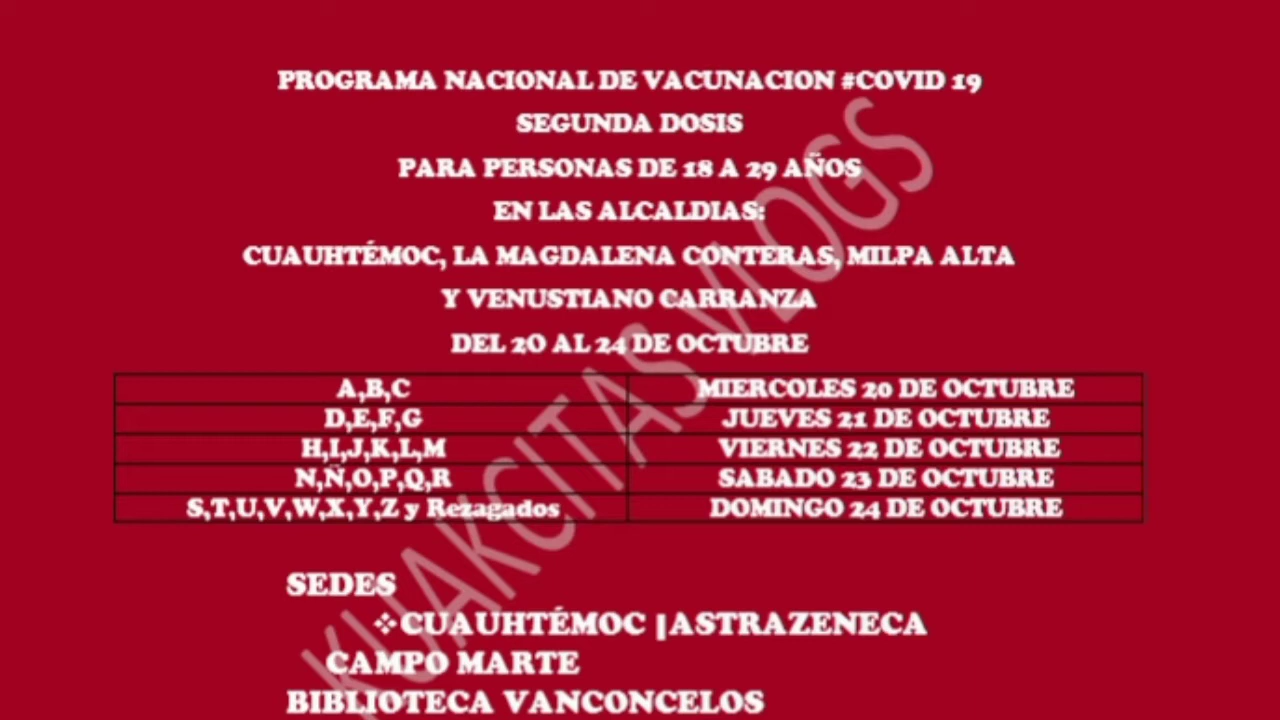 PROGRAMA NACIONAL DE VACUNACION #COVID 19
SEGUNDA DOSIS
PARA PERSONAS DE 18 A 29 AÑOS
EN LAS ALCALDIAS:
CUAUHTÉMOC, LA MAGDALENA CONTERAS, MILPA ALTA
Y VENUSTIANO CARRANZA
DEL 20 AL 24 DE OCTUBRE
A,B,C MIERCOLES 20 DE OCTUBRE
D,E,F,G JUEVES 21 DE OCTUBRE
H,I,J,K,L,M VIERNES 22 DE OCTUBRE
N,Ñ,O,P,Q,R SABADO 23 DE OCTUBRE
S,T,U,V,W,X,Y,Z y Rezagados DOMINGO 24 DE OCTUBRE
SEDES
❖CUAUHTÉMOC |ASTRAZENECA
CAMPO MARTE
BIBLIOTECA VANCONCELOS
KUAKCITAS VLOGS